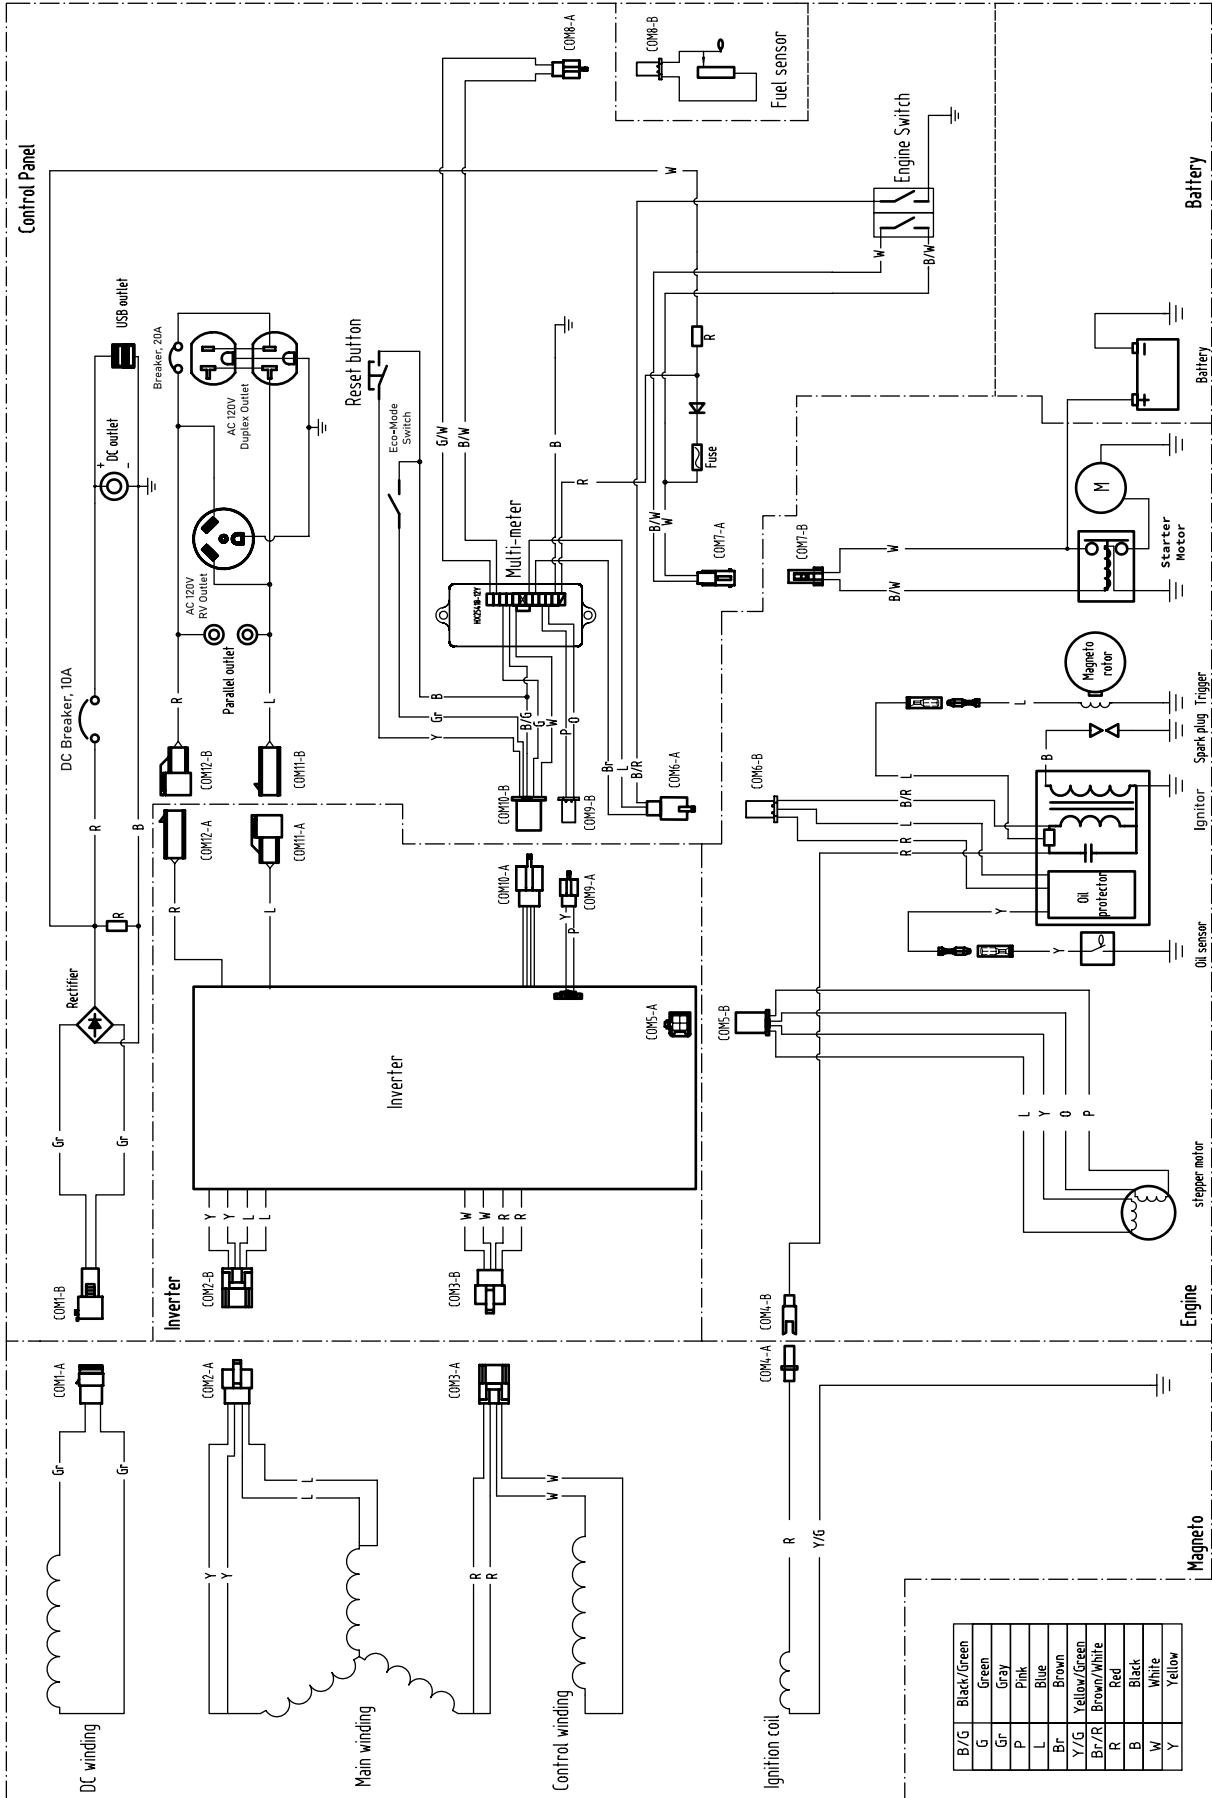 Control Panel
DC Breaker, 10A
DC outlet
+
-
USB outlet
Rectifier
R
B
R
Gr
Gr
COM1-B
COM12-B
COM12-A
COM11-B
COM11-A
R
L
R
L
Parallel outlet
AC 120V
RV Outlet
AC 120V
Duplex Outlet
Breaker, 20A
Reset button
Eco-Mode
Switch
Multi-meter
B
Gr
Y
B/G
G
W
P
O
COM10-B
COM9-B
Br
L
B/R
COM6-A
G/W
B/W
B
R
COM8-A
COM8-B
Fuel sensor
W
R
Fuse
B/W
W
COM7-A
W
B/W
Engine Switch
Inverter
Inverter
COM10-A
COM9-A
Y
P
COM5-A
Y
Y
L
L
COM2-B
W
W
R
R
COM3-B
Battery
Battery
+
-
Engine
COM7-B
W
B/W
M
Starter
Motor
Magneto
rotor
Trigger
Spark plug
Ignitor
Oil sensor
Oil
protector
L
B
COM6-B
L
B/R
L
R
R
Y
Y
COM5-B
L
Y
O
P
stepper motor
COM4-B
Magneto
COM1-A
Gr
Gr
DC winding
COM2-A
Y
Y
L
L
Main winding
COM3-A
R
R
W
W
Control winding
COM4-A
R
Y/G
Ignition coil
B/G Black/Green
G Green
Gr Gray
P Pink
L Blue
Br Brown
Y/G Yellow/Green
Br/R Brown/White
R Red
B Black
W White
Y Yellow